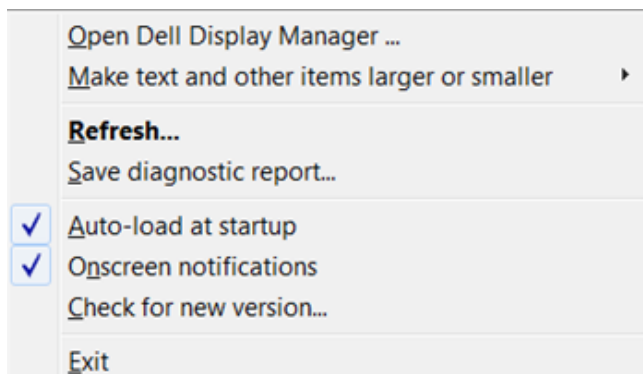 Open Dell Display Manager ...
Make text and other items larger or smaller
Refresh...
Save diagnostic report...
Auto-load at startup
Onscreen notifications
Check for new version...
Exit